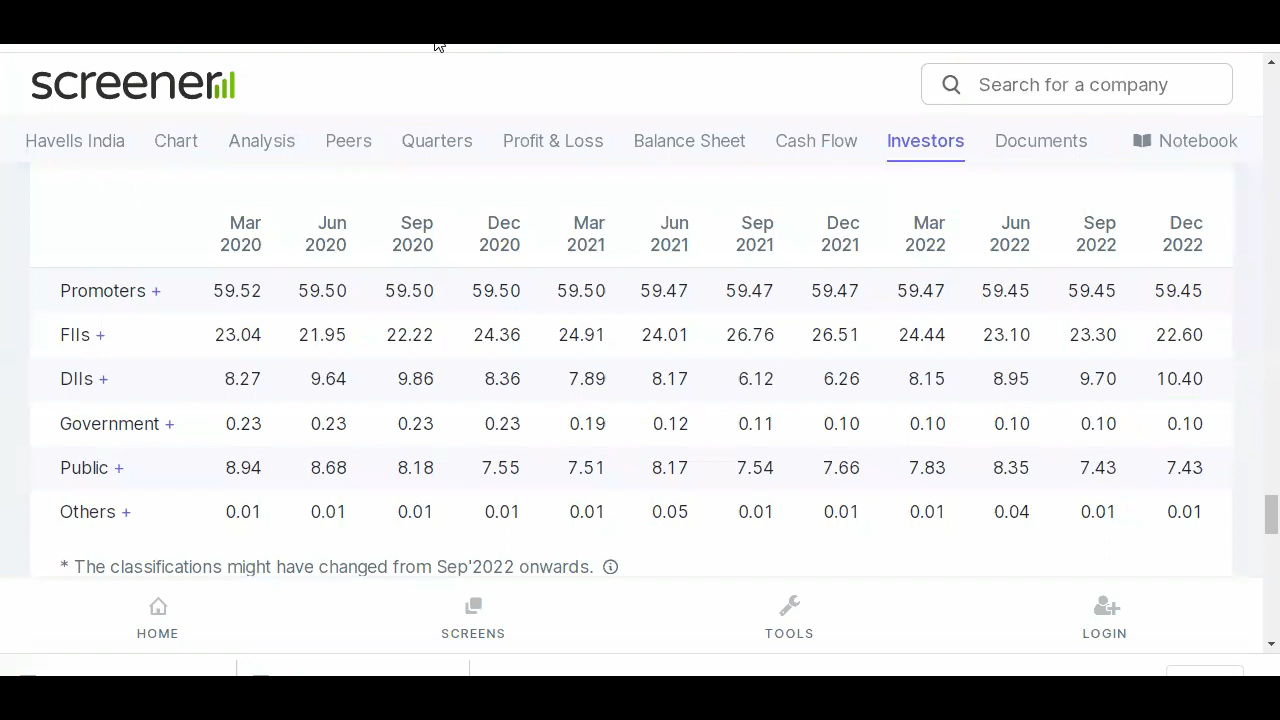 screener
Search for a company
Havells India Chart Analysis Peers Quarters Profit & Loss Balance Sheet Cash Flow Investors Documents Notebook
Mar 2020 Jun 2020 Sep 2020 Dec 2020 Mar 2021 Jun 2021 Sep 2021 Dec 2021 Mar 2022 Jun 2022 Sep 2022 Dec 2022
Promoters + 59.52 59.50 59.50 59.50 59.50 59.47 59.47 59.47 59.47 59.45 59.45 59.45
FIIs + 23.04 21.95 22.22 24.36 24.91 24.01 26.76 26.51 24.44 23.10 23.30 22.60
DIIs + 8.27 9.64 9.86 8.36 7.89 8.17 6.12 6.26 8.15 8.95 9.70 10.40
Government + 0.23 0.23 0.23 0.23 0.19 0.12 0.11 0.10 0.10 0.10 0.10 0.10
Public + 8.94 8.68 8.18 7.55 7.51 8.17 7.54 7.66 7.83 8.35 7.43 7.43
Others + 0.01 0.01 0.01 0.01 0.01 0.05 0.01 0.01 0.01 0.04 0.01 0.01
* The classifications might have changed from Sep'2022 onwards.
HOME SCREENS TOOLS LOGIN